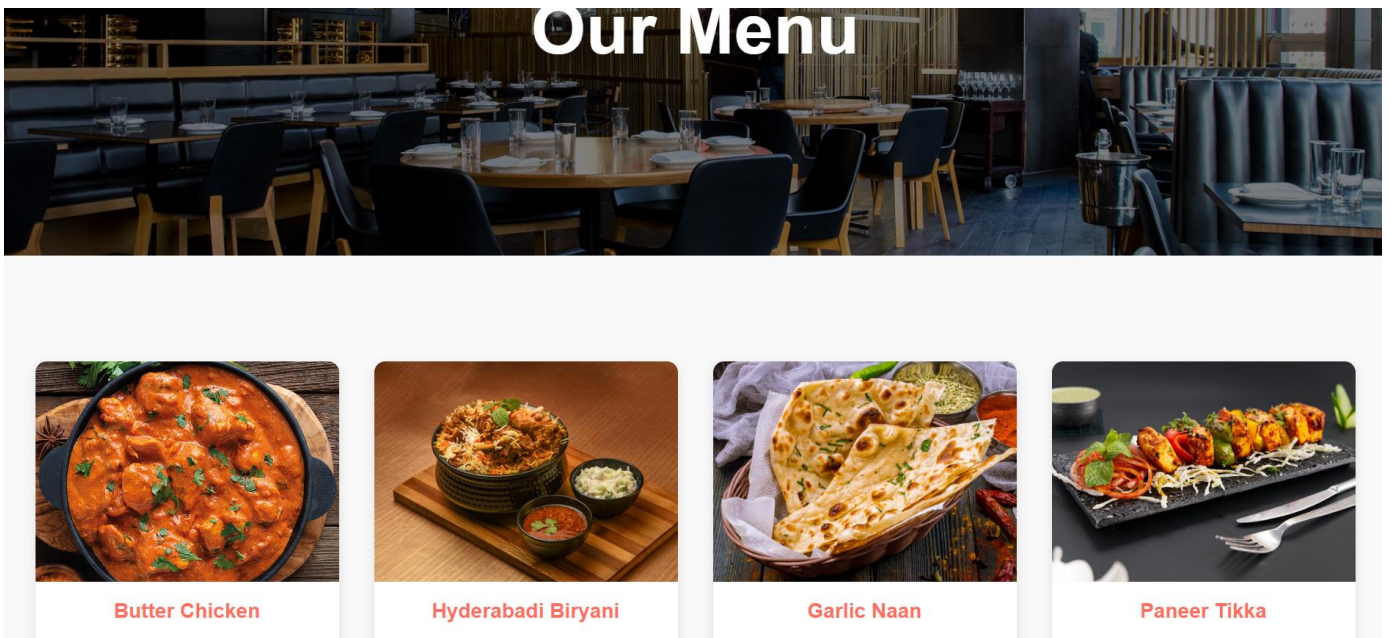 Our Menu
Butter Chicken
Hyderabadi Biryani
Garlic Naan
Paneer Tikka